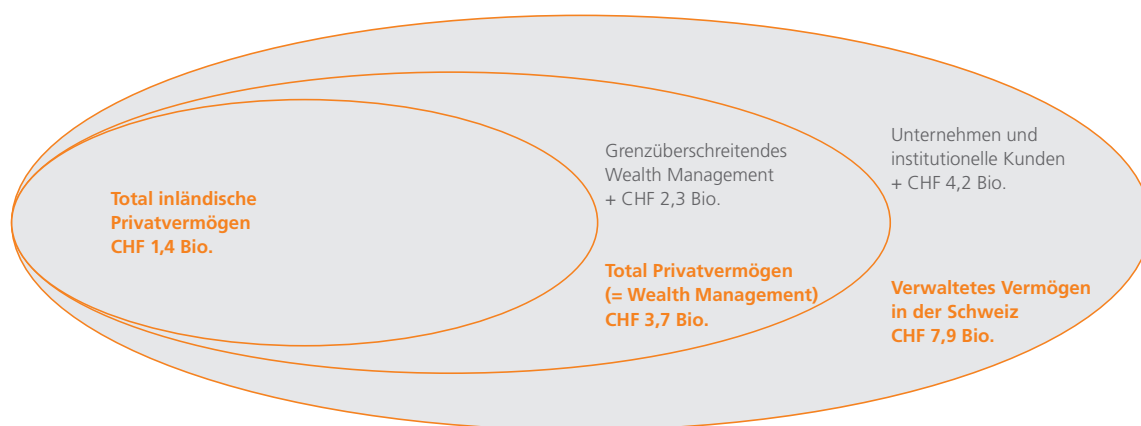 Total inländische
Privatvermögen
CHF 1,4 Bio.
Grenzüberschreitendes
Wealth Management
+ CHF 2,3 Bio.
Total Privatvermögen
(= Wealth Management)
CHF 3,7 Bio.
Unternehmen und
institutionelle Kunden
+ CHF 4,2 Bio.
Verwaltetes Vermögen
in der Schweiz
CHF 7,9 Bio.